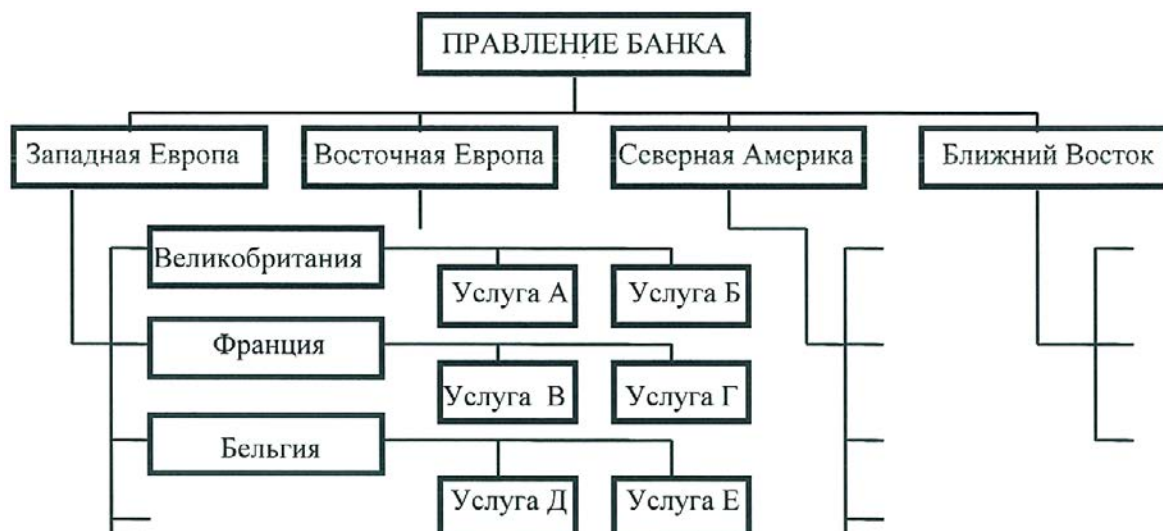 ПРАВЛЕНИЕ БАНКА
Западная Европа
Восточная Европа
Северная Америка
Ближний Восток
Великобритания
Услуга А
Услуга Б
Франция
Услуга В
Услуга Г
Бельгия
Услуга Д
Услуга Е